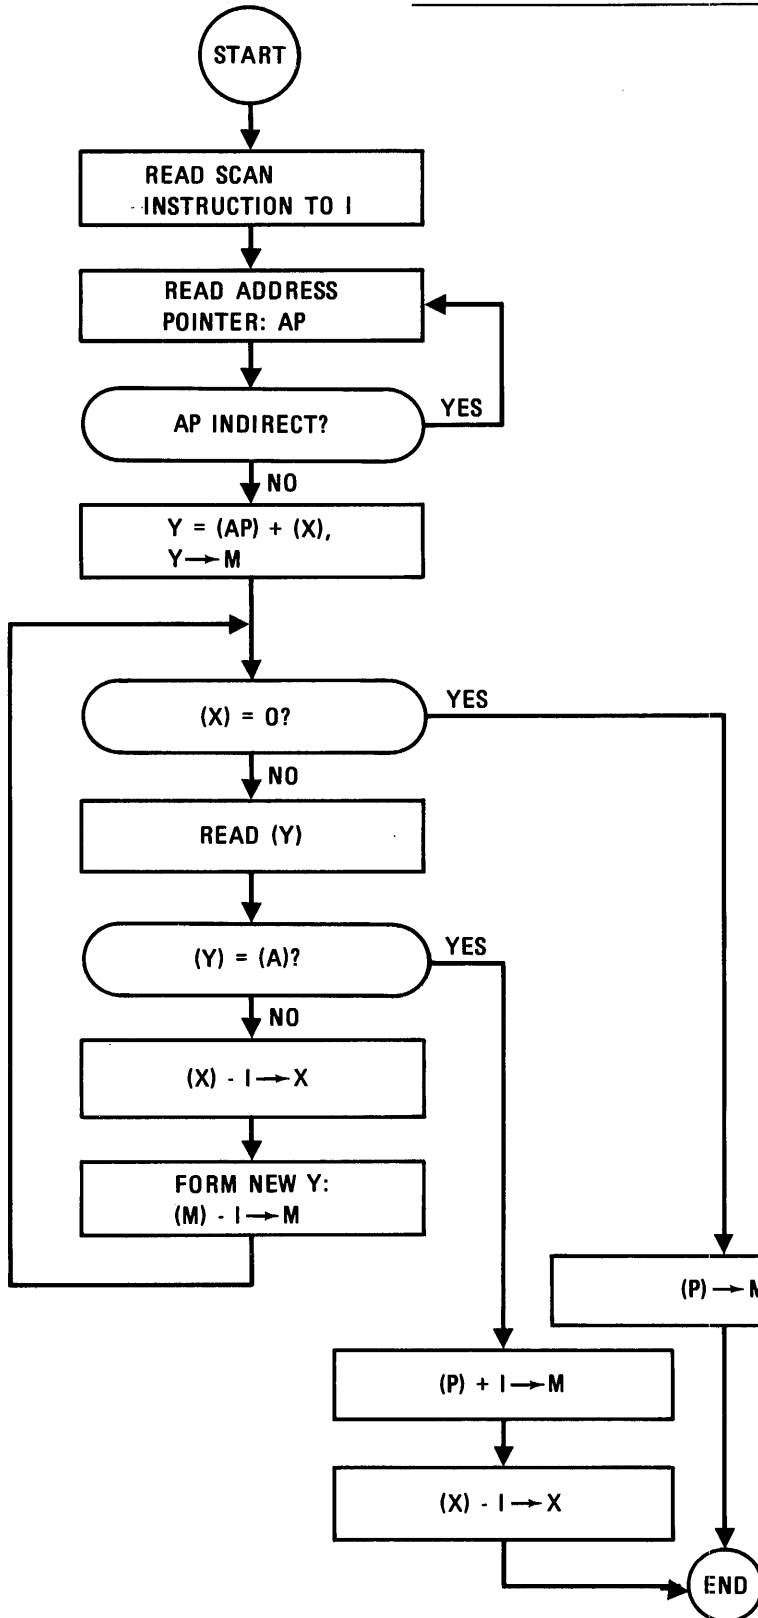 START
READ SCAN
INSTRUCTION TO I
READ ADDRESS
POINTER: AP
AP INDIRECT?
YES
NO
Y = (AP) + (X),
Y → M
(X) = 0?
YES
NO
READ (Y)
(Y) = (A)?
YES
NO
(X) - I → X
FORM NEW Y:
(M) - I → M
(P) → M
(P) + I → M
(X) - I → X
END